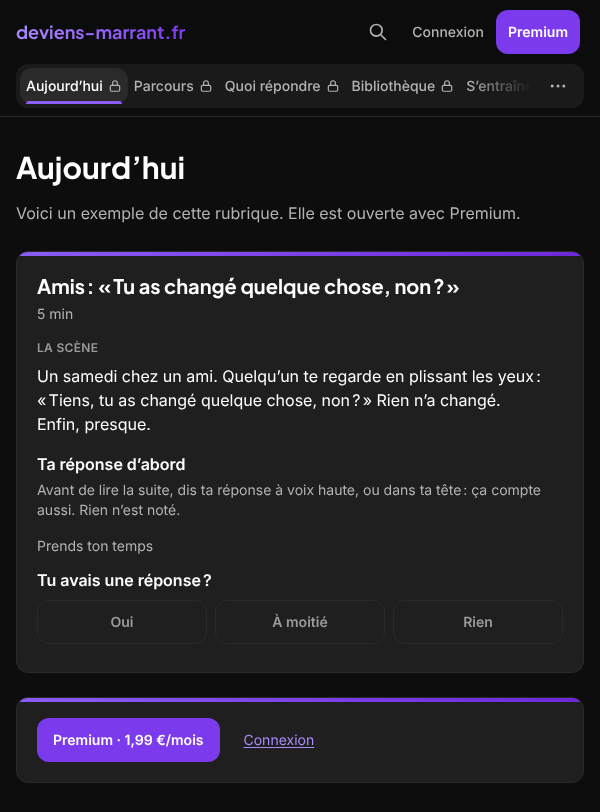 deviens-marrant.fr
Connexion
Premium
Aujourd’hui
Parcours
Quoi répondre
Bibliothèque
S’entraîn
Aujourd’hui
Voici un exemple de cette rubrique. Elle est ouverte avec Premium.
Amis : « Tu as changé quelque chose, non ? »
5 min
LA SCÈNE
Un samedi chez un ami. Quelqu’un te regarde en plissant les yeux :
« Tiens, tu as changé quelque chose, non ? » Rien n’a changé.
Enfin, presque.
Ta réponse d’abord
Avant de lire la suite, dis ta réponse à voix haute, ou dans ta tête : ça compte
aussi. Rien n’est noté.
Prends ton temps
Tu avais une réponse ?
Oui
À moitié
Rien
Premium · 1,99 €/mois
Connexion